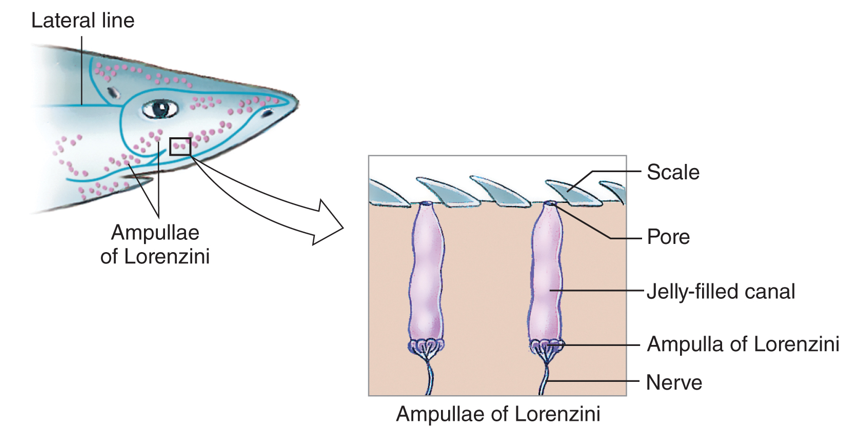 Lateral line
Ampullae
of Lorenzini
Scale
Pore
Jelly-filled canal
Ampulla of Lorenzini
Nerve
Ampullae of Lorenzini